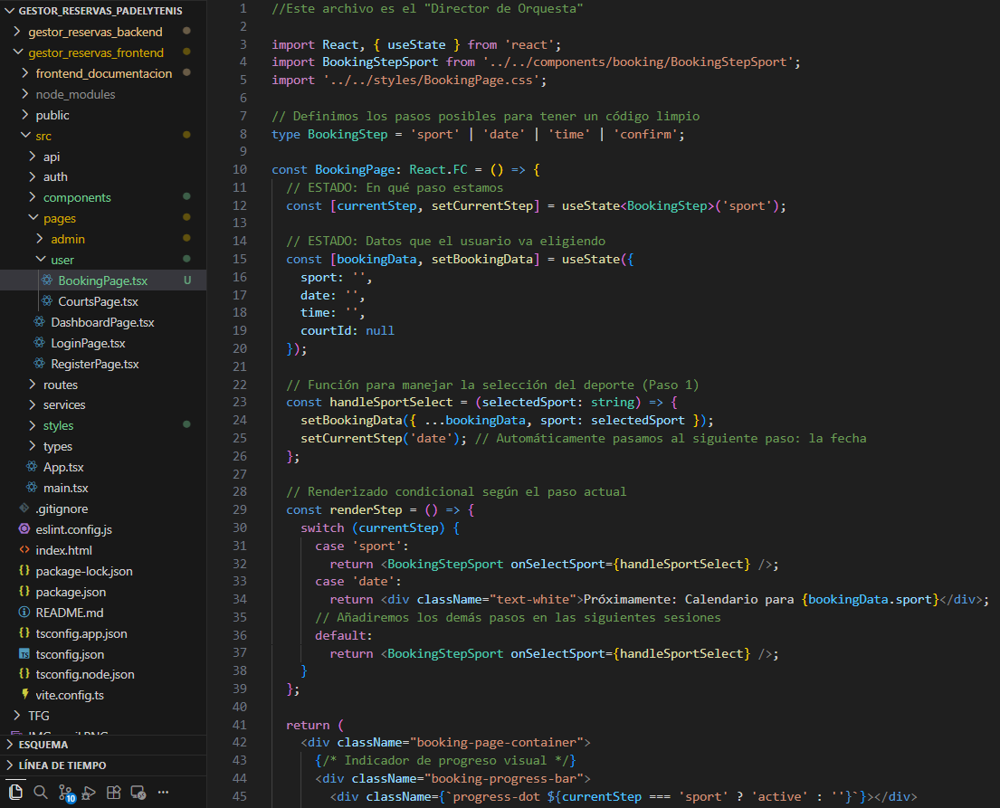 GESTOR_RESERVAS_PADELYTENIS
gestor_reservas_backend
gestor_reservas_frontend
frontend_documentacion
node_modules
public
src
api
auth
components
pages
admin
user
BookingPage.tsx U
CourtsPage.tsx
DashboardPage.tsx
LoginPage.tsx
RegisterPage.tsx
routes
services
styles
types
App.tsx
main.tsx
.gitignore
eslint.config.js
index.html
package-lock.json
package.json
README.md
tsconfig.app.json
tsconfig.json
tsconfig.node.json
vite.config.ts
TFG
ESQUEMA
LÍNEA DE TIEMPO
10
1 //Este archivo es el "Director de Orquesta"
2
3 import React, { useState } from 'react';
4 import BookingStepSport from '../../components/booking/BookingStepSport';
5 import '../../styles/BookingPage.css';
6
7 // Definimos los pasos posibles para tener un código limpio
8 type BookingStep = 'sport' | 'date' | 'time' | 'confirm';
9
10 const BookingPage: React.FC = () => {
11 // ESTADO: En qué paso estamos
12 const [currentStep, setCurrentStep] = useState<BookingStep>('sport');
13
14 // ESTADO: Datos que el usuario va eligiendo
15 const [bookingData, setBookingData] = useState({
16 sport: '',
17 date: '',
18 time: '',
19 courtId: null
20 });
21
22 // Función para manejar la selección del deporte (Paso 1)
23 const handleSportSelect = (selectedSport: string) => {
24 setBookingData({ ...bookingData, sport: selectedSport });
25 setCurrentStep('date'); // Automáticamente pasamos al siguiente paso: la fecha
26 };
27
28 // Renderizado condicional según el paso actual
29 const renderStep = () => {
30 switch (currentStep) {
31 case 'sport':
32 return <BookingStepSport onSelectSport={handleSportSelect} />;
33 case 'date':
34 return <div className="text-white">Próximamente: Calendario para {bookingData.sport}</div>;
35 // Añadiremos los demás pasos en las siguientes sesiones
36 default:
37 return <BookingStepSport onSelectSport={handleSportSelect} />;
38 }
39 };
40
41 return (
42 <div className="booking-page-container">
43 {/* Indicador de progreso visual */}
44 <div className="booking-progress-bar">
45 <div className={`progress-dot ${currentStep === 'sport' ? 'active' : ''}`}></div>